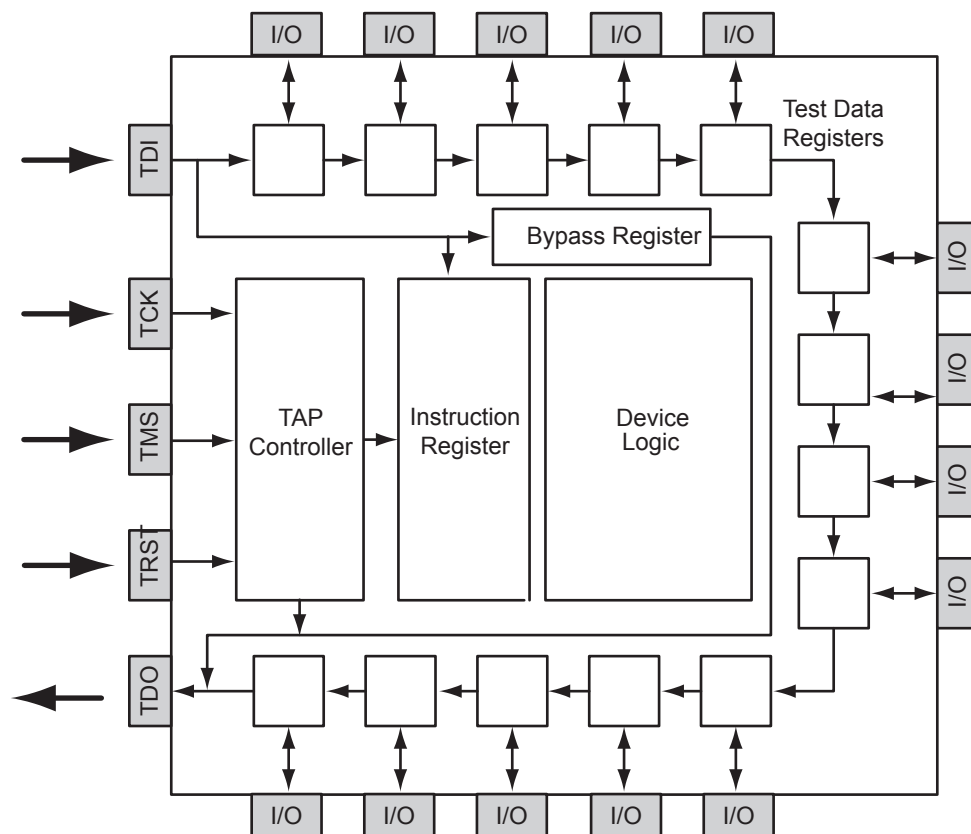 I/O
I/O
I/O
I/O
I/O
Test Data
Registers
TDI
Bypass Register
I/O
TCK
I/O
TMS
TAP
Controller
Instruction
Register
Device
Logic
I/O
TRST
I/O
TDO
I/O
I/O
I/O
I/O
I/O